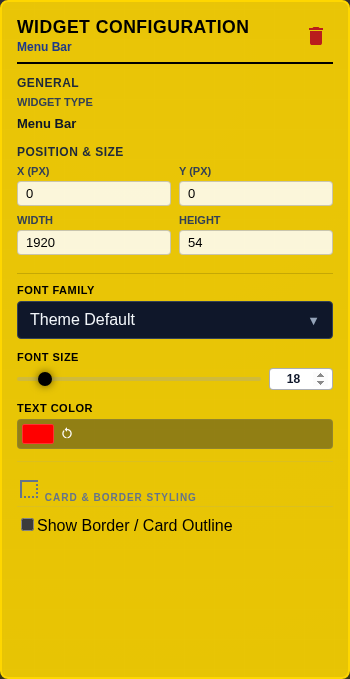 WIDGET CONFIGURATION
Menu Bar
GENERAL
WIDGET TYPE
Menu Bar
POSITION & SIZE
X (PX) Y (PX)
0 0
WIDTH HEIGHT
1920 54
FONT FAMILY
Theme Default
FONT SIZE
18
TEXT COLOR
CARD & BORDER STYLING
Show Border / Card Outline